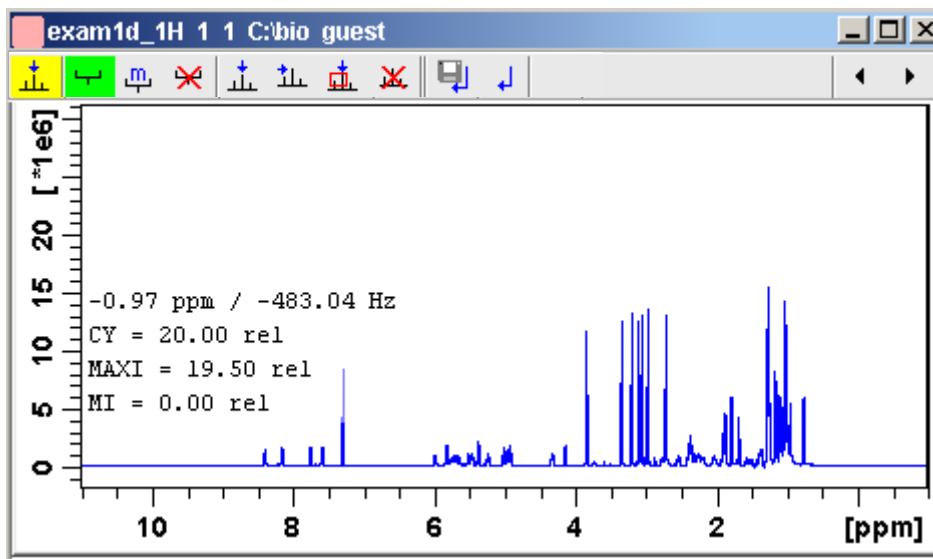 exam1d_1H 1 1 C:\bio guest
m
[*1e6]
20
15
10
5
0
-0.97 ppm / -483.04 Hz
CY = 20.00 rel
MAXI = 19.50 rel
MI = 0.00 rel
10 8 6 4 2 [ppm]